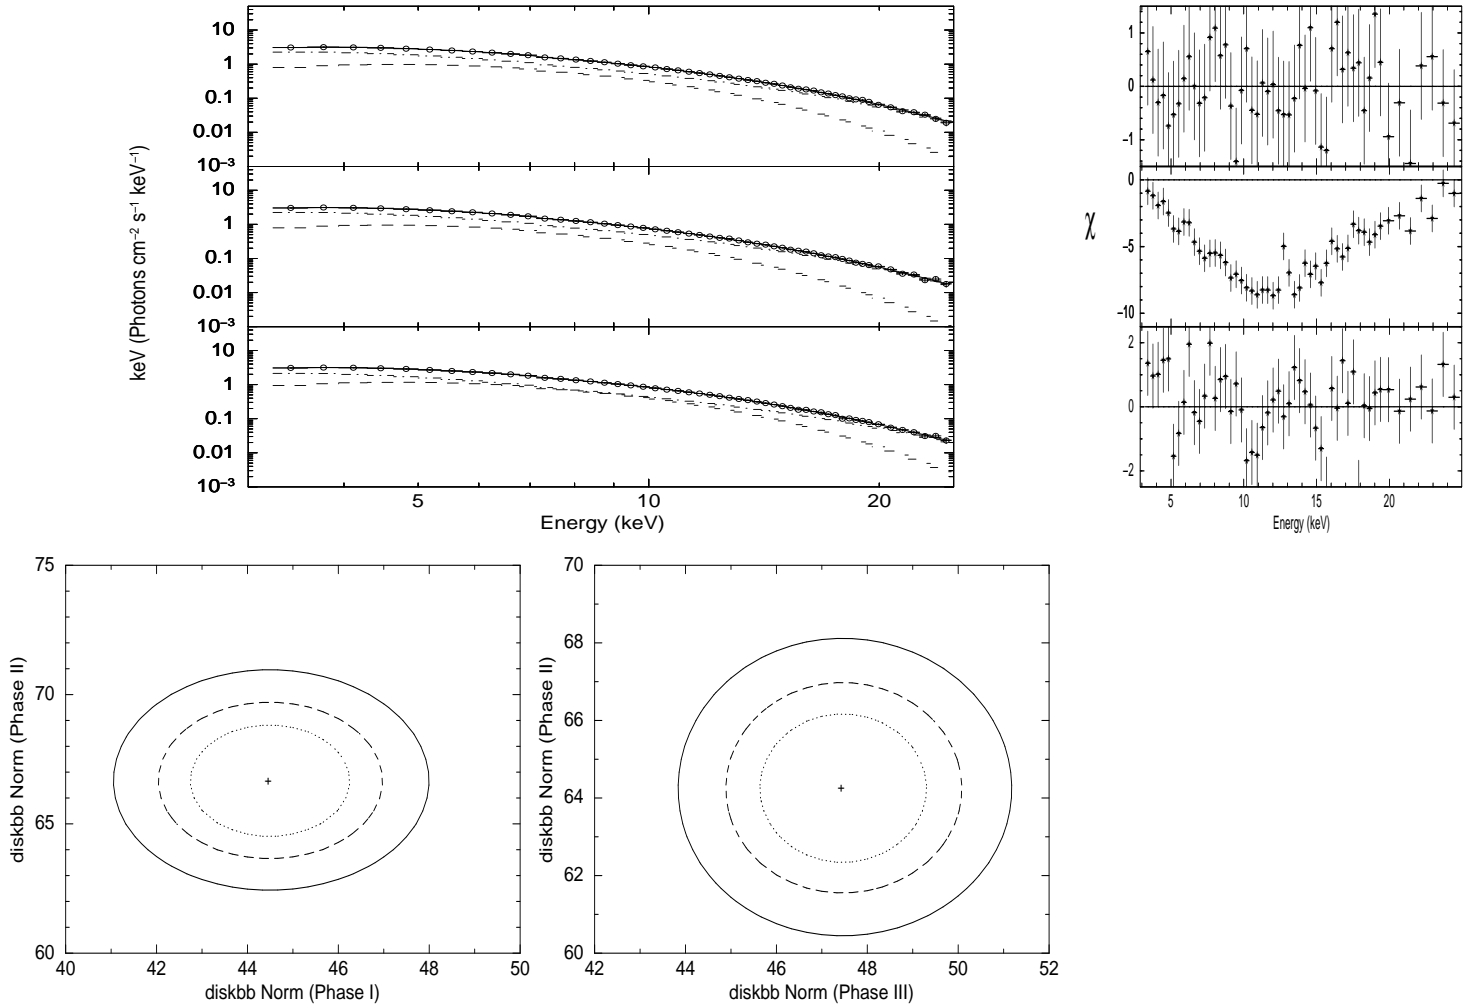 10
1
0.1
0.01
10⁻³
10
1
0.1
0.01
10⁻³
10
1
0.1
0.01
10⁻³
keV (Photons cm⁻² s⁻¹ keV⁻¹)
5 10 20
Energy (keV)
1
0
−1
0
−5
−10
2
0
−2
χ
5 10 15 20
Energy (keV)
75
70
65
60
diskbb Norm (Phase II)
40 42 44 46 48 50
diskbb Norm (Phase I)
70
68
66
64
62
60
diskbb Norm (Phase II)
42 44 46 48 50 52
diskbb Norm (Phase III)